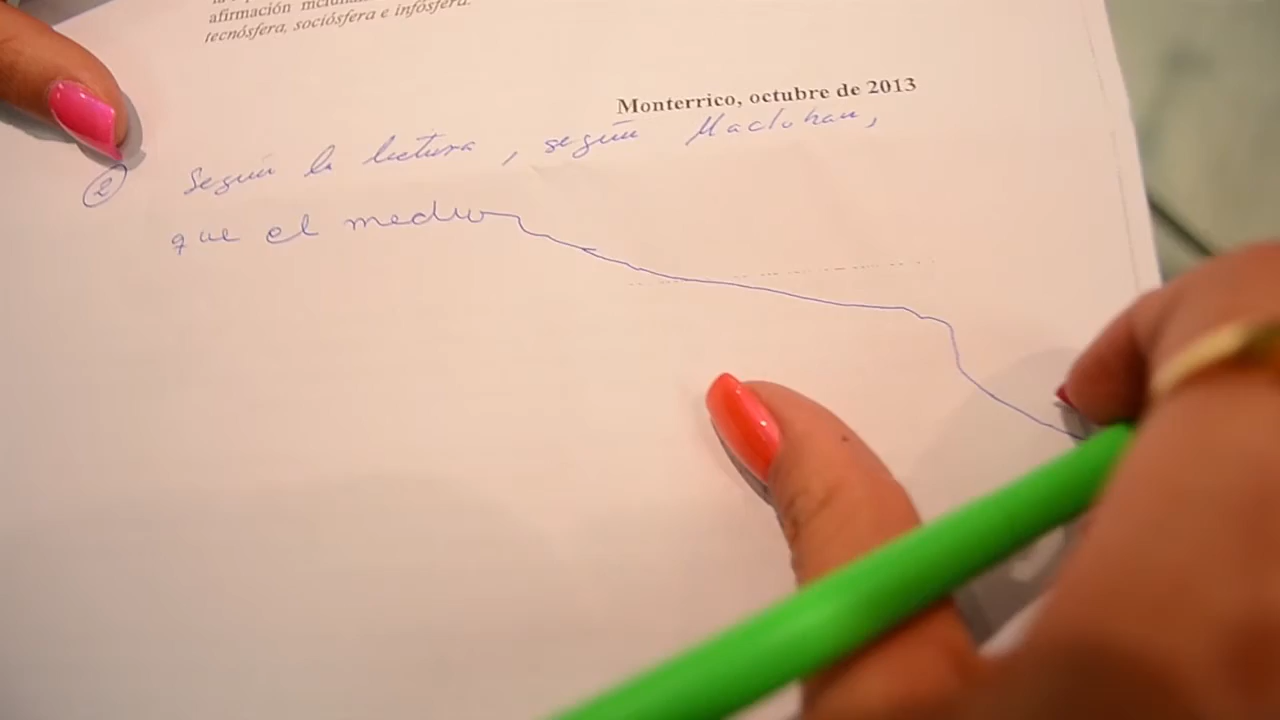 afirmación
tecnósfera, sociósfera e infósfera.
Monterrico, octubre de 2013
② Según la lectura, según Macluhan,
que el medio